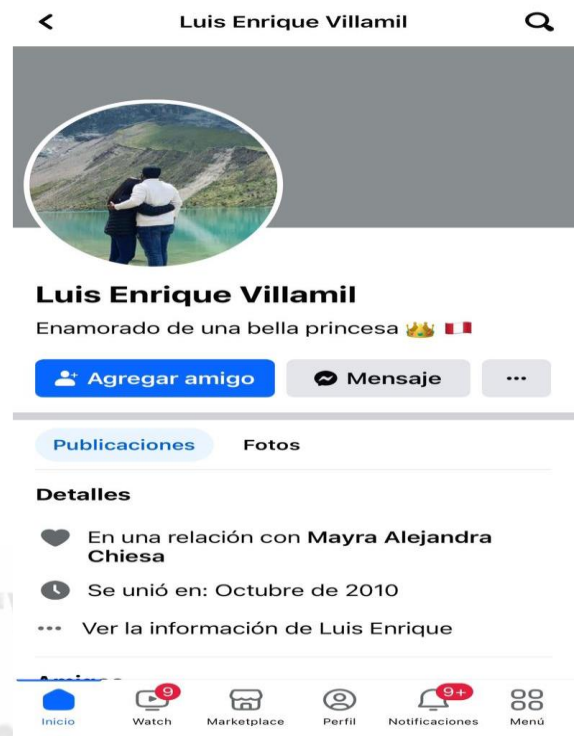 Luis Enrique Villamil
Luis Enrique Villamil
Enamorado de una bella princesa 👑 🇵🇪
Agregar amigo
Mensaje
...
Publicaciones
Fotos
Detalles
En una relación con Mayra Alejandra
Chiesa
Se unió en: Octubre de 2010
... Ver la información de Luis Enrique
9
9+
Inicio
Watch
Marketplace
Perfil
Notificaciones
Menú